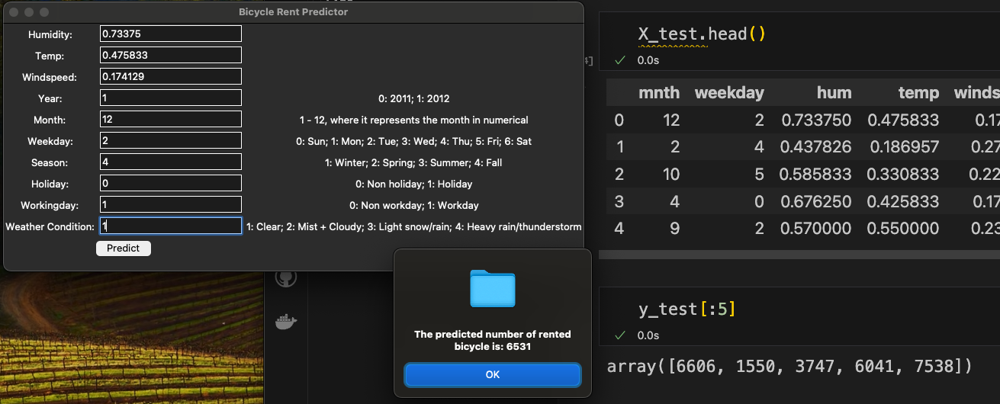 Bicycle Rent Predictor
Humidity: 0.73375
Temp: 0.475833
Windspeed: 0.174129
Year: 1 0: 2011; 1: 2012
Month: 12 1 - 12, where it represents the month in numerical
Weekday: 2 0: Sun; 1: Mon; 2: Tue; 3: Wed; 4: Thu; 5: Fri; 6: Sat
Season: 4 1: Winter; 2: Spring; 3: Summer; 4: Fall
Holiday: 0 0: Non holiday; 1: Holiday
Workingday: 1 0: Non workday; 1: Workday
Weather Condition: 1 1: Clear; 2: Mist + Cloudy; 3: Light snow/rain; 4: Heavy rain/thunderstorm
Predict
The predicted number of rented
bicycle is: 6531
OK
X_test.head()
4]
0.0s
mnth weekday hum temp winds
0 12 2 0.733750 0.475833 0.17
1 2 4 0.437826 0.186957 0.27
2 10 5 0.585833 0.330833 0.22
3 4 0 0.676250 0.425833 0.17
4 9 2 0.570000 0.550000 0.23
y_test[:5]
0.0s
array([6606, 1550, 3747, 6041, 7538])